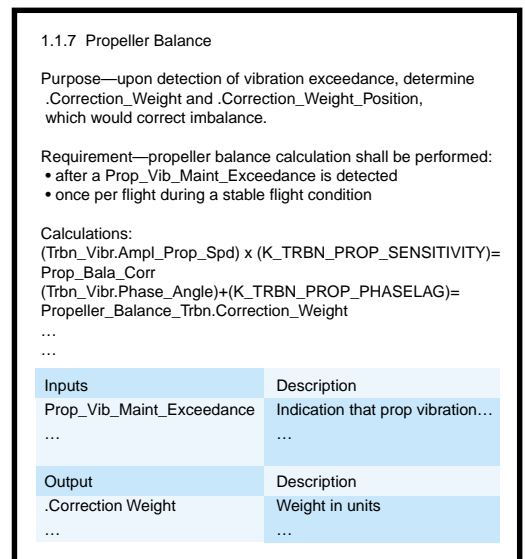 1.1.7 Propeller Balance
Purpose—upon detection of vibration exceedance, determine
.Correction_Weight and .Correction_Weight_Position,
which would correct imbalance.
Requirement—propeller balance calculation shall be performed:
• after a Prop_Vib_Maint_Exceedance is detected
• once per flight during a stable flight condition
Calculations:
(Trbn_Vibr.Ampl_Prop_Spd) x (K_TRBN_PROP_SENSITIVITY)=
Prop_Bala_Corr
(Trbn_Vibr.Phase_Angle)+(K_TRBN_PROP_PHASELAG)=
Propeller_Balance_Trbn.Correction_Weight
…
…
Inputs Description
Prop_Vib_Maint_Exceedance Indication that prop vibration…
… …
Output Description
.Correction Weight Weight in units
… …